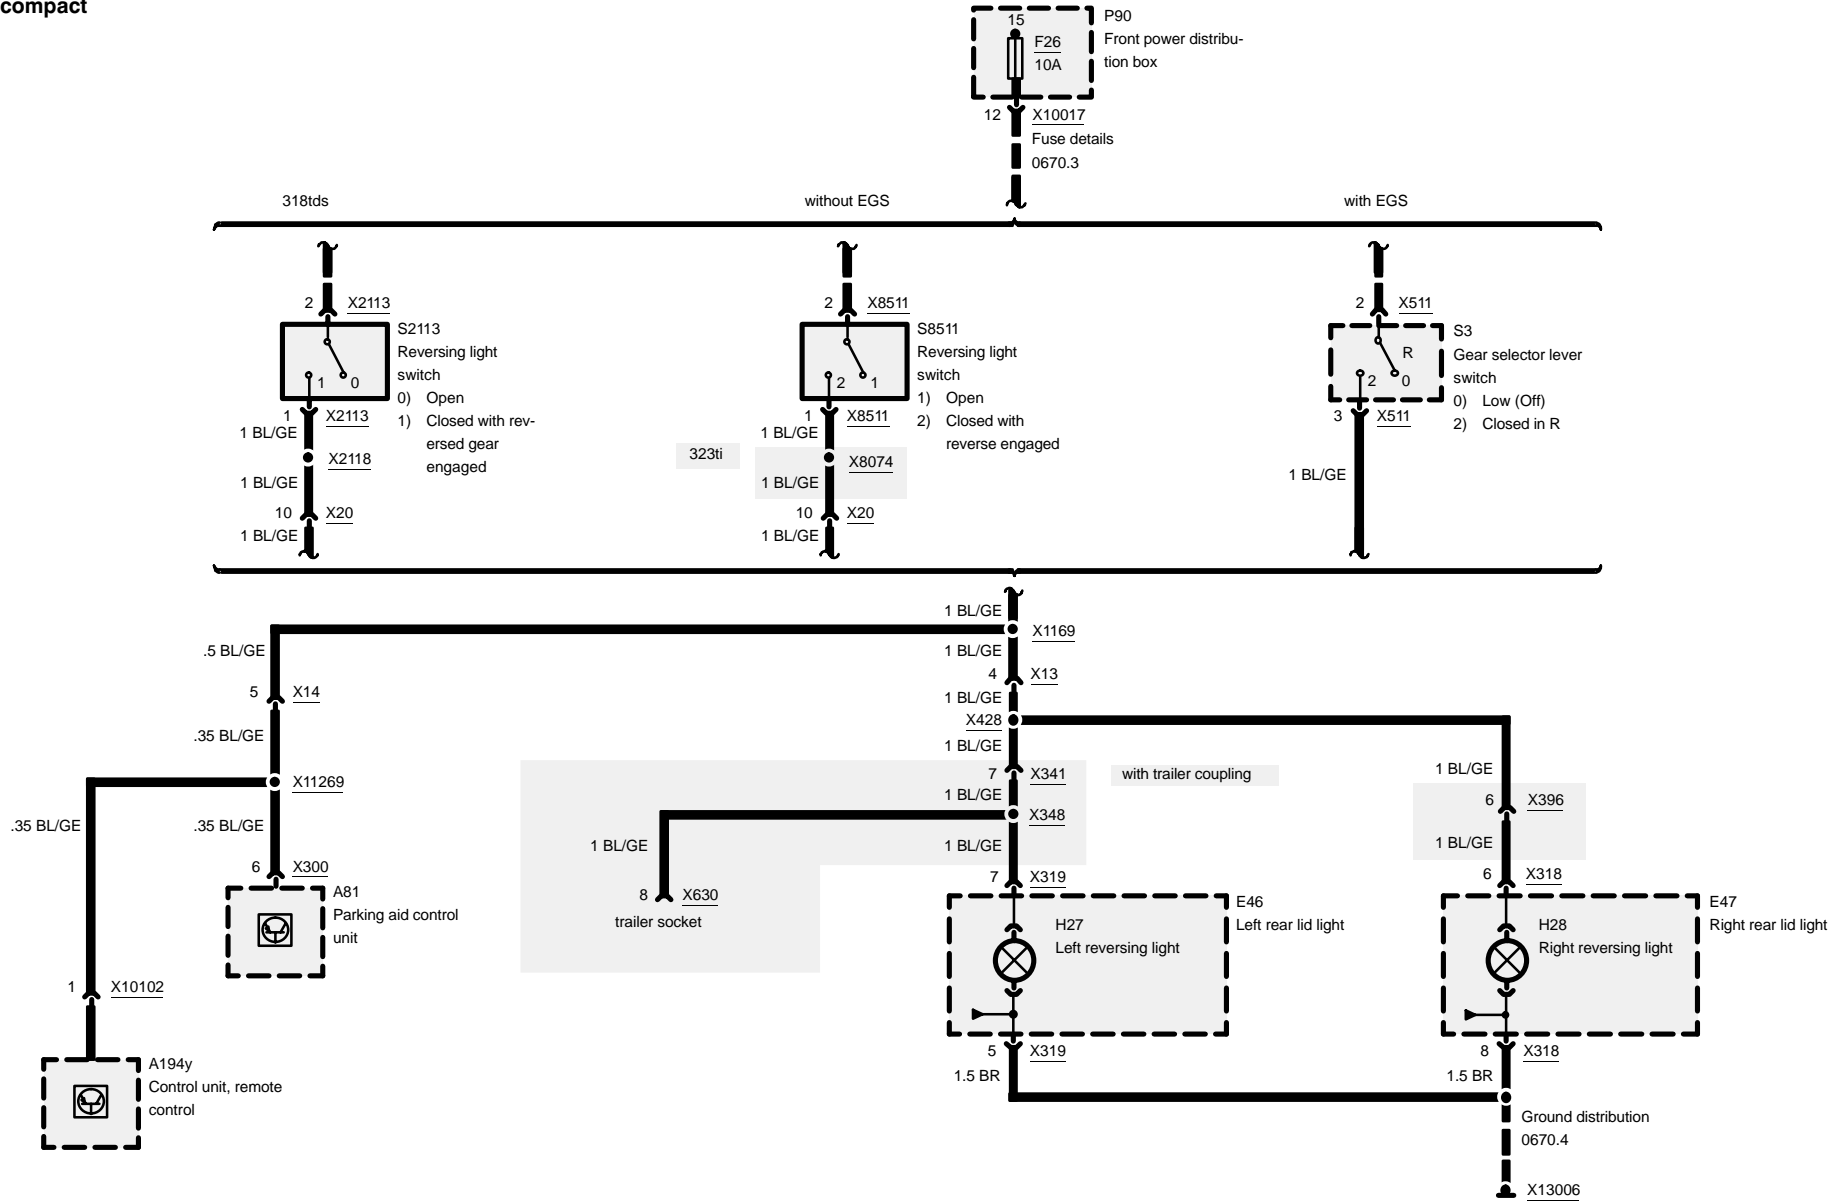 compact
15
F26
10A
P90
Front power distribu-
tion box
12 X10017
Fuse details
0670.3
318tds
without EGS
with EGS
2 X2113
S2113
Reversing light
switch
0) Open
1) Closed with rev-
ersed gear
engaged
1 0
1 X2113
1 BL/GE
X2118
1 BL/GE
10 X20
1 BL/GE
2 X8511
S8511
Reversing light
switch
1) Open
2) Closed with
reverse engaged
2 1
1 X8511
1 BL/GE
323ti
X8074
1 BL/GE
10 X20
1 BL/GE
2 X511
S3
Gear selector lever
switch
0) Low (Off)
2) Closed in R
R
2 0
3 X511
1 BL/GE
1 BL/GE
X1169
.5 BL/GE
1 BL/GE
5 X14
4 X13
1 BL/GE
X428
.35 BL/GE
1 BL/GE
X11269
7 X341
with trailer coupling
1 BL/GE
1 BL/GE
6 X396
X348
.35 BL/GE
.35 BL/GE
1 BL/GE
1 BL/GE
1 BL/GE
6 X300
8 X630
trailer socket
7 X319
6 X318
A81
Parking aid control
unit
E46
Left rear lid light
H27
Left reversing light
E47
Right rear lid light
H28
Right reversing light
1 X10102
A194y
Control unit, remote
control
5 X319
1.5 BR
8 X318
1.5 BR
Ground distribution
0670.4
X13006